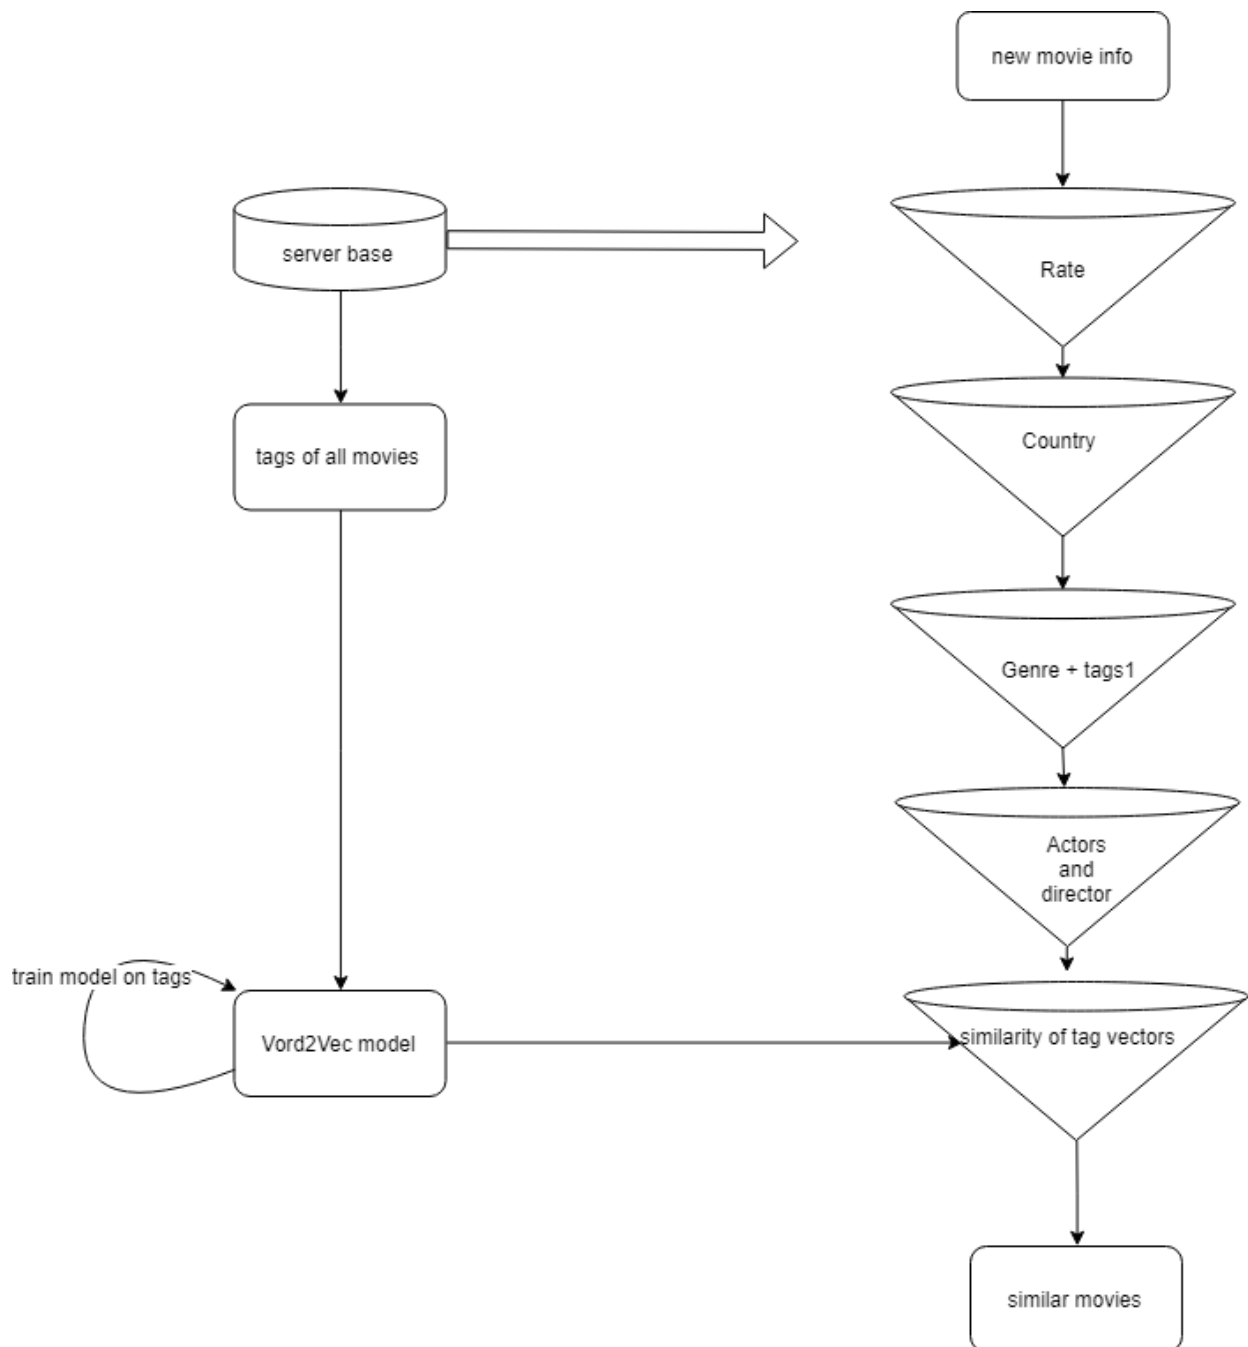 new movie info
server base
Rate
Country
tags of all movies
Genre + tags1
Actors
and
director
train model on tags
Vord2Vec model
similarity of tag vectors
similar movies